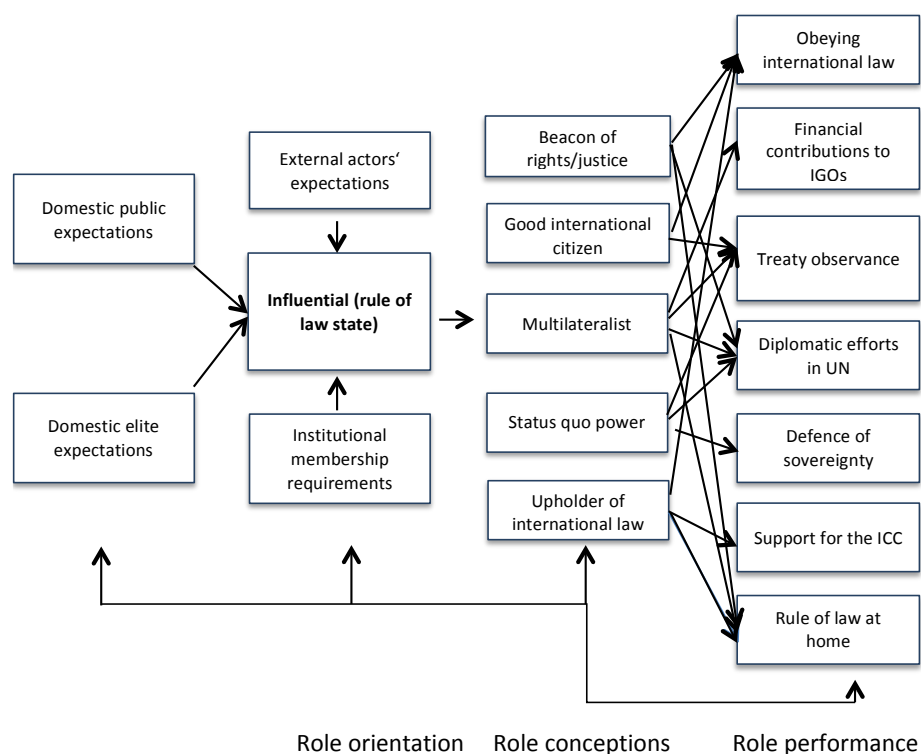 Domestic public
expectations
Domestic elite
expectations
External actors‘
expectations
Influential (rule of
law state)
Institutional
membership
requirements
Beacon of
rights/justice
Good international
citizen
Multilateralist
Status quo power
Upholder of
international law
Obeying
international law
Financial
contributions to
IGOs
Treaty observance
Diplomatic efforts
in UN
Defence of
sovereignty
Support for the ICC
Rule of law at
home
Role orientation
Role conceptions
Role performance